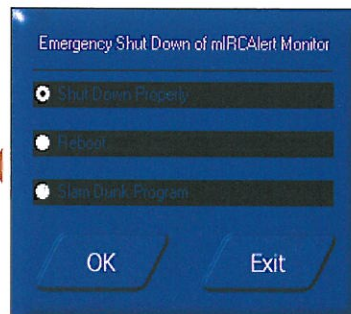 Emergency Shut Down of mIRCAlert Monitor
Shut Down Properly
Reboot
Slam Dunk Program
OK
Exit